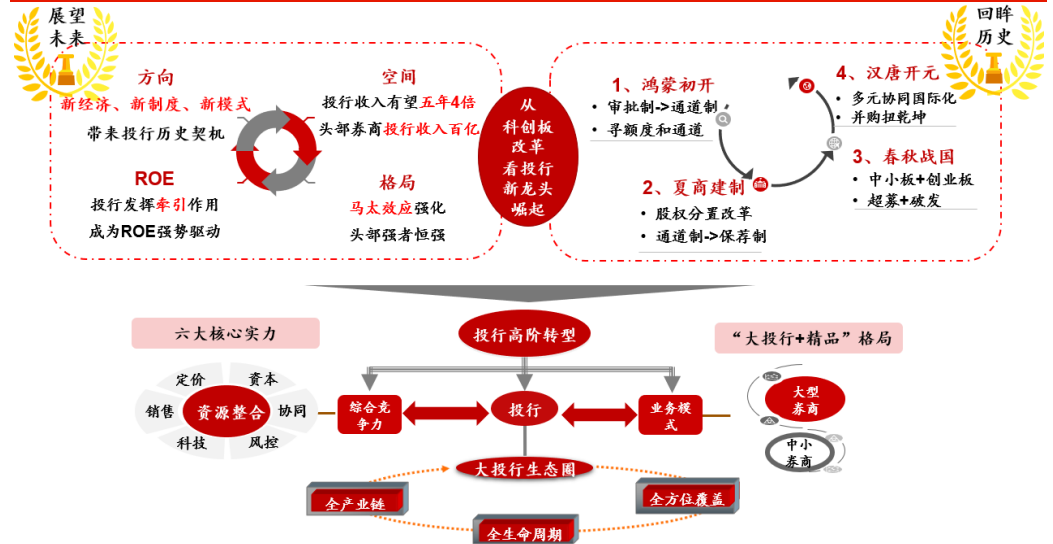 展望
未来
方向
新经济、新制度、新模式
带来投行历史契机
空间
投行收入有望五年4倍
头部券商投行收入百亿
ROE
投行发挥牵引作用
成为ROE强势驱动
格局
马太效应强化
头部强者恒强
从
科创板
改革
看投行
新龙头
崛起
回眸
历史
1、鸿蒙初开
• 审批制->通道制
• 寻额度和通道
2、夏商建制
• 股权分置改革
• 通道制->保荐制
4、汉唐开元
• 多元协同国际化
• 并购扭乾坤
3、春秋战国
• 中小板+创业板
• 超募+破发
六大核心实力
定价
资本
销售
资源整合
协同
科技
风控
投行高阶转型
综合竞
争力
投行
业务模
式
大投行生态圈
全产业链
全生命周期
全方位覆盖
“大投行+精品”格局
大型
券商
中小
券商